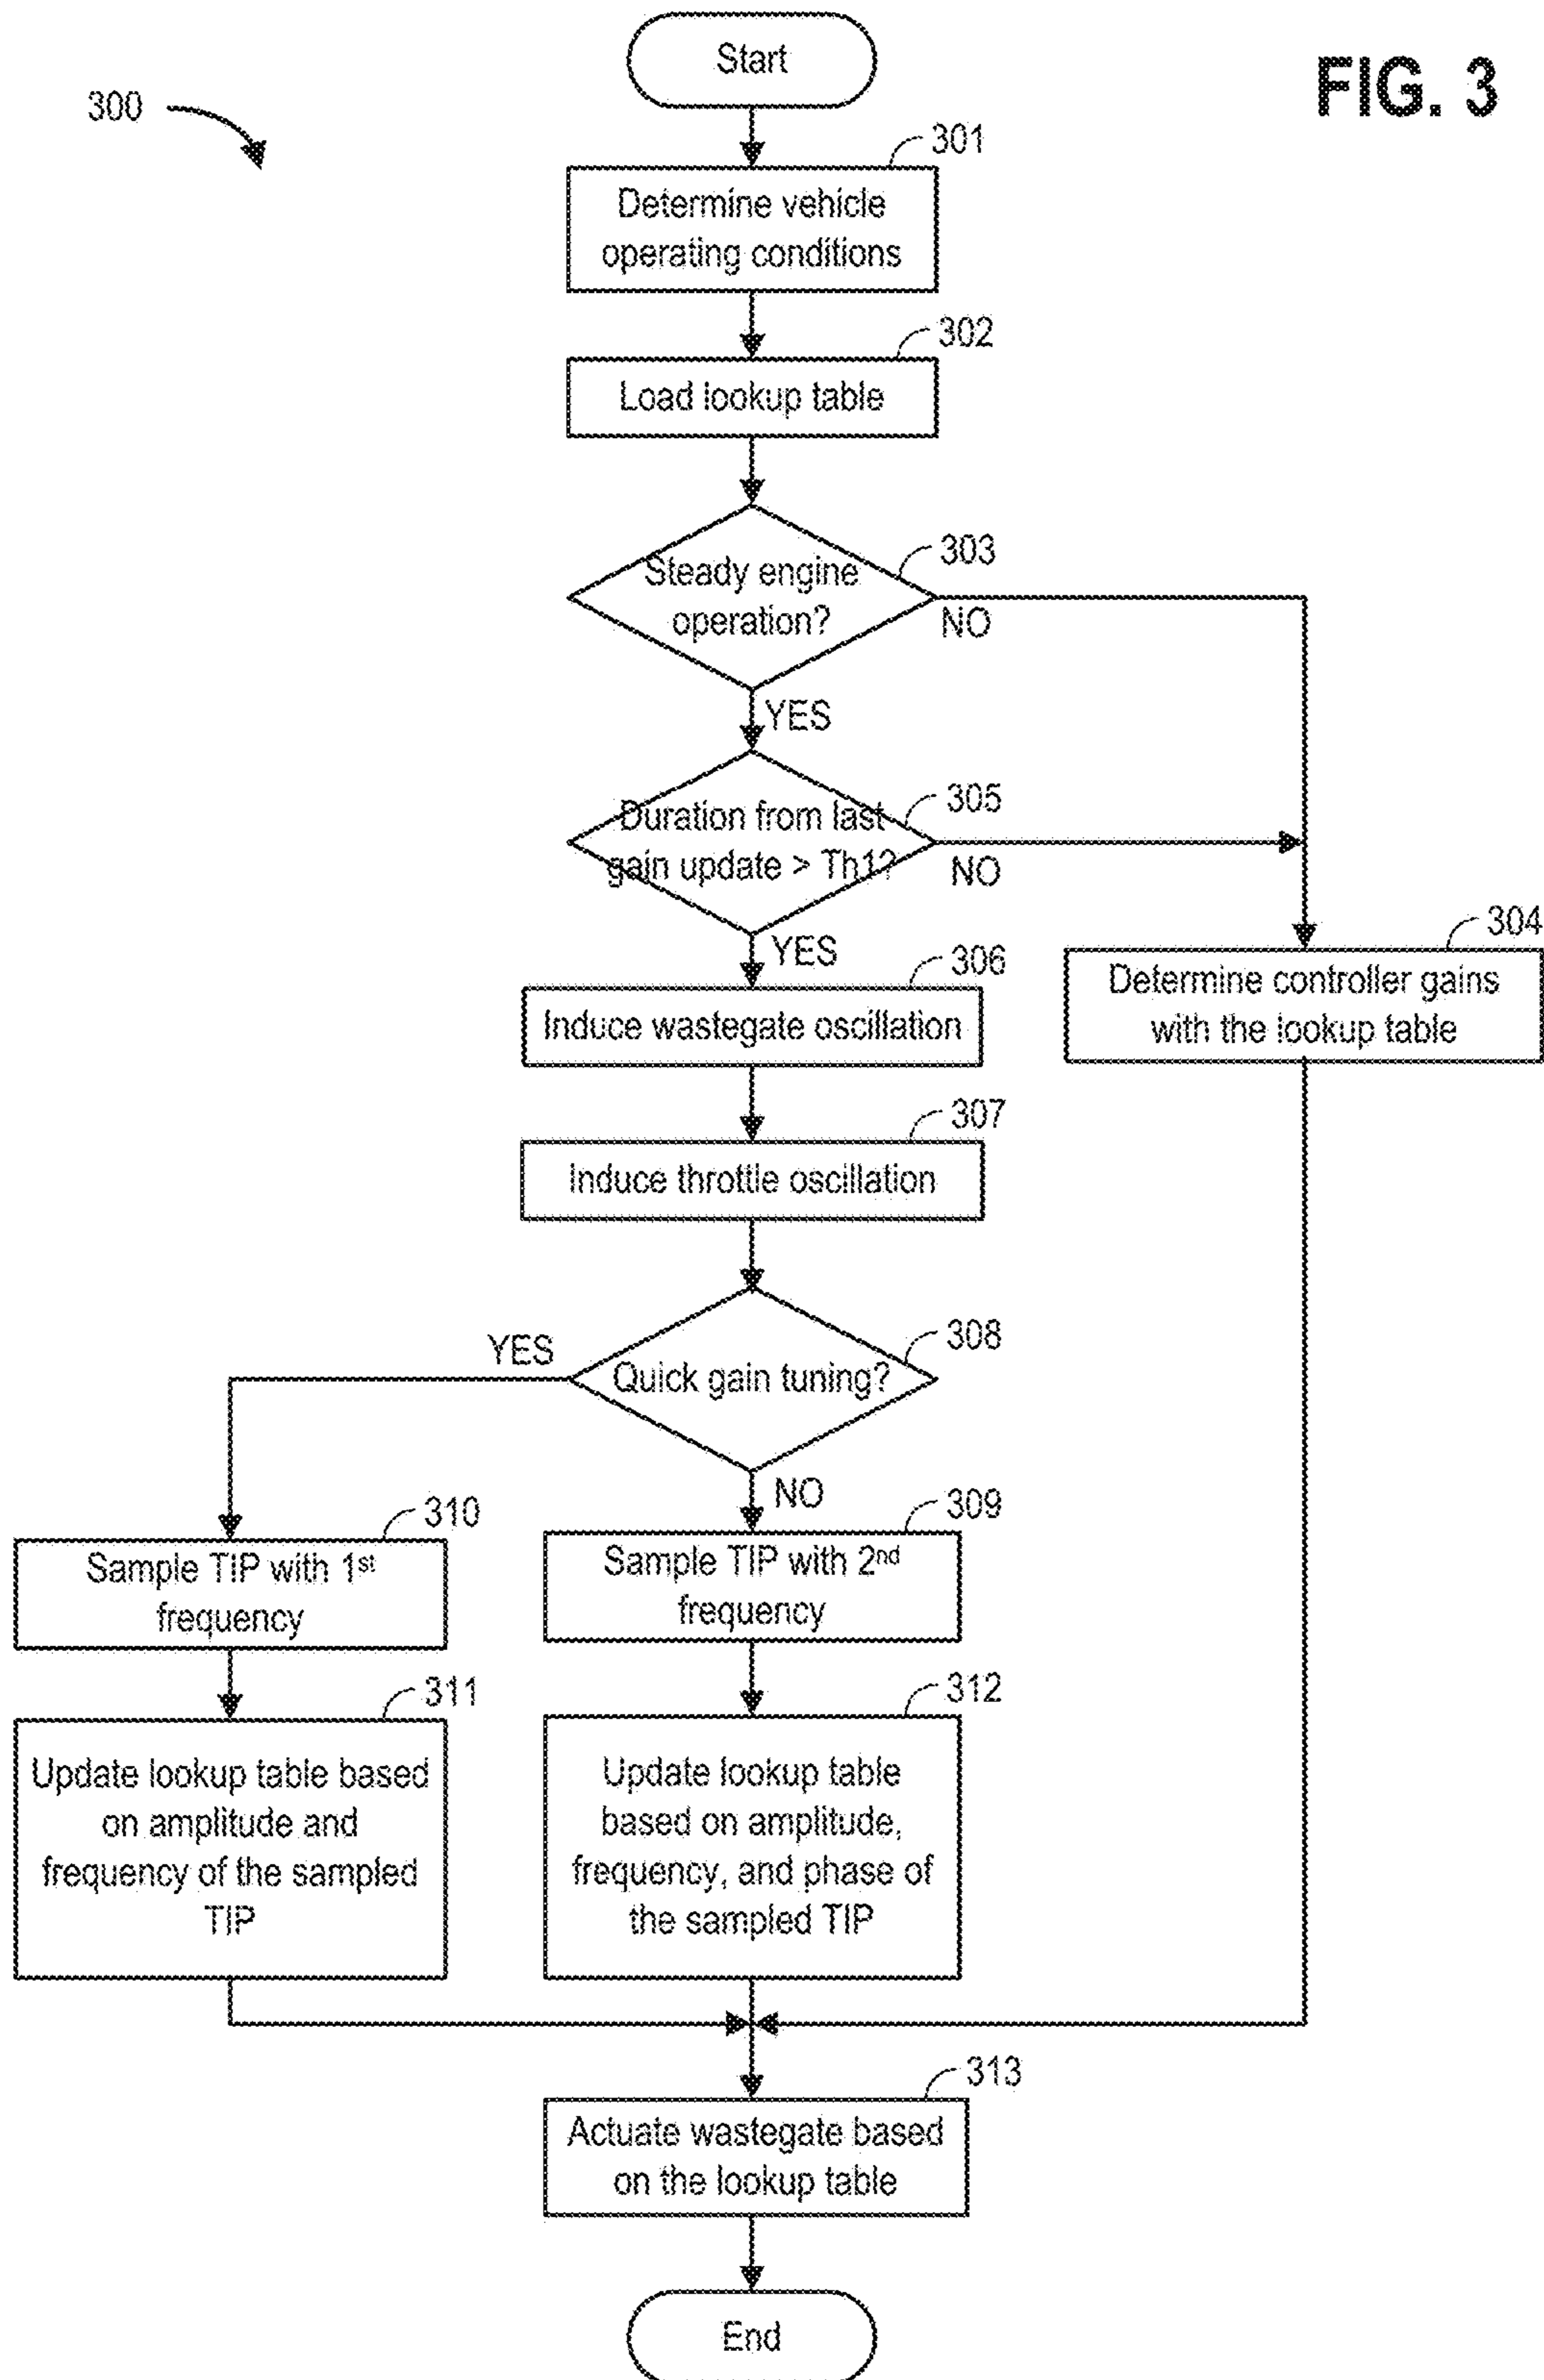 Start
FIG. 3
300
301
Determine vehicle
operating conditions
302
Load lookup table
303
Steady engine
operation?
NO
YES
305
Duration from last
gain update > Th1?
NO
YES
304
Determine controller gains
with the lookup table
306
Induce wastegate oscillation
307
Induce throttle oscillation
308
Quick gain tuning?
YES
NO
310
Sample TIP with 1st
frequency
309
Sample TIP with 2nd
frequency
311
Update lookup table based
on amplitude and
frequency of the sampled
TIP
312
Update lookup table
based on amplitude,
frequency, and phase of
the sampled TIP
313
Actuate wastegate based
on the lookup table
End